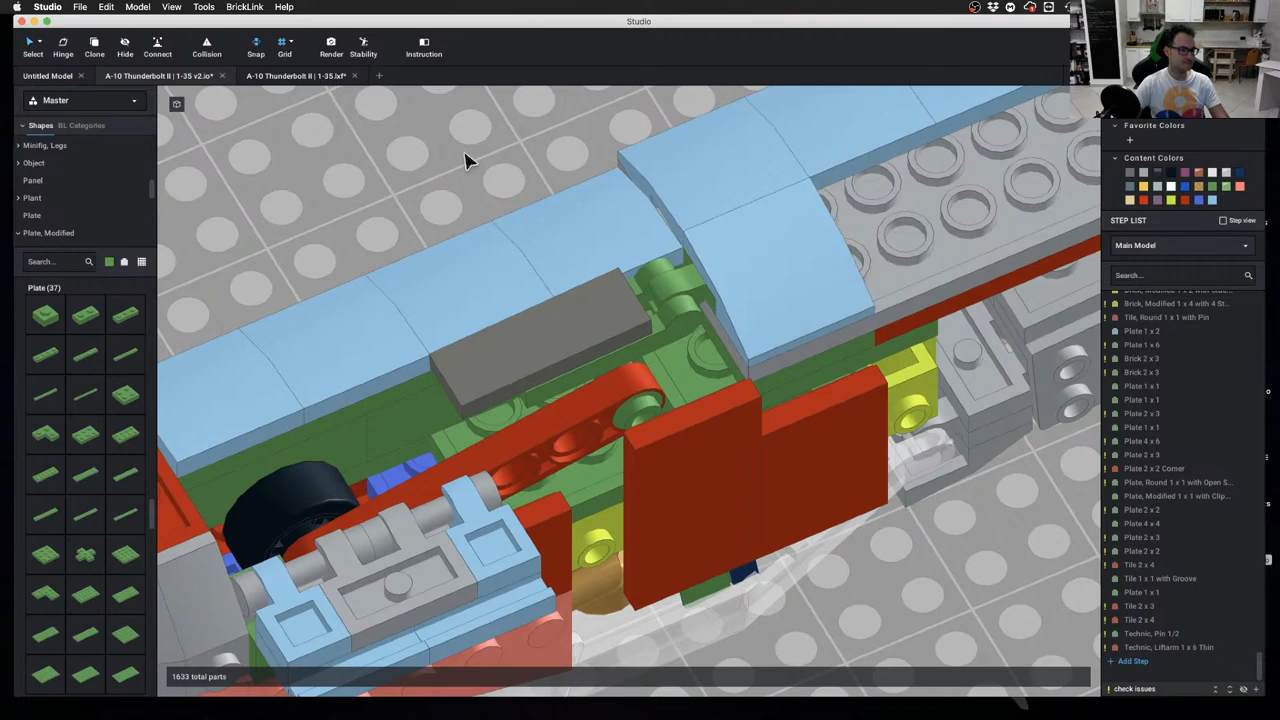 Studio File Edit Model View Tools BrickLink Window Help
Studio
Select Hinge Clone Hide Connect Collision Snap Grid Render Stability Instruction
Untitled Model A-10 Thunderbolt II | 1-35 v2.io* A-10 Thunderbolt II | 1-35.lxf*
Master
Shapes BL Categories
Minifig, Legs
Object
Panel
Plant
Plate
Plate, Modified
Search...
Plate (37)
1633 total parts
Favorite Colors
Content Colors
STEP LIST Step view
Main Model
Search...
Brick, Modified 1 x 4 with 4 St...
Tile, Round 1 x 1 with Pin
Plate 1 x 2
Plate 1 x 6
Brick 2 x 3
Brick 2 x 3
Plate 1 x 1
Plate 1 x 1
Plate 2 x 3
Plate 1 x 1
Plate 4 x 6
Plate 2 x 3
Plate 2 x 2 Corner
Plate, Round 1 x 1 with Open S...
Plate, Modified 1 x 1 with Clip...
Plate 2 x 2
Plate 4 x 4
Plate 2 x 3
Plate 2 x 2
Tile 2 x 4
Tile 1 x 1 with Groove
Plate 1 x 1
Tile 2 x 3
Tile 2 x 4
Technic, Pin 1/2
Technic, Liftarm 1 x 6 Thin
Add Step
check issues